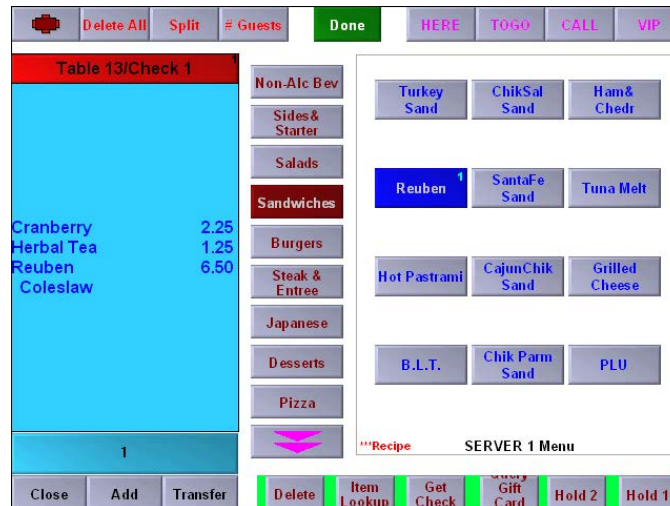 Delete All
Split
# Guests
Done
HERE
TOGO
CALL
VIP
Table 13/Check 1
1
Cranberry 2.25
Herbal Tea 1.25
Reuben 6.50
Coleslaw
1
Close
Add
Transfer
Non-Alc Bev
Sides&
Starter
Salads
Sandwiches
Burgers
Steak &
Entree
Japanese
Desserts
Pizza
Turkey
Sand
ChikSal
Sand
Ham&
Chedr
Reuben
1
SantaFe
Sand
Tuna Melt
Hot Pastrami
CajunChik
Sand
Grilled
Cheese
B.L.T.
Chik Parm
Sand
PLU
***Recipe
SERVER 1 Menu
Delete
Item
Lookup
Get
Check
Query
Gift
Card
Hold 2
Hold 1